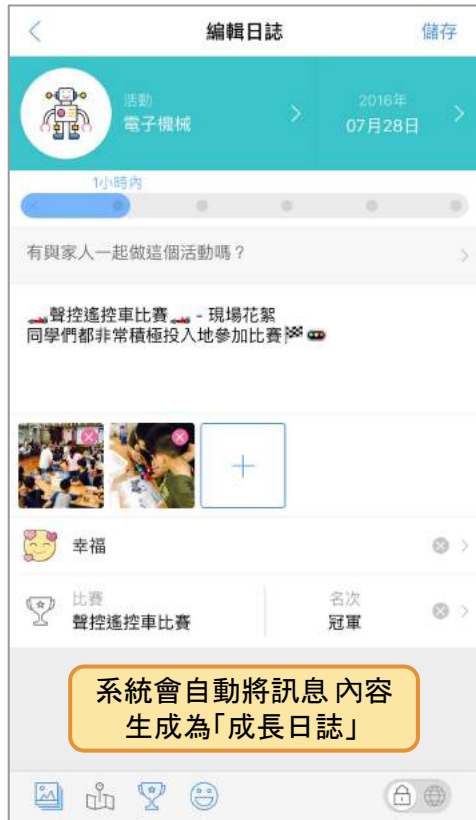 編輯日誌
儲存
活動
電子機械
2016年
07月28日
1小時內
有與家人一起做這個活動嗎？
聲控遙控車比賽 - 現場花絮
同學們都非常積極投入地參加比賽
幸福
比賽
聲控遙控車比賽
名次
冠軍
系統會自動將訊息內容
生成為「成長日誌」